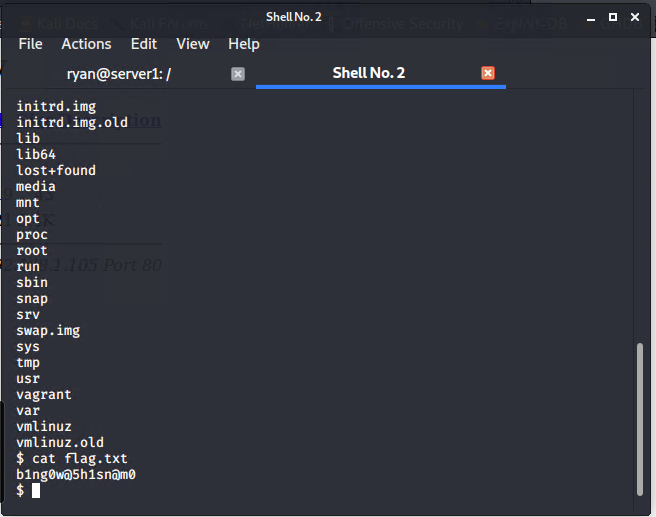 Shell No. 2
File Actions Edit View Help
ryan@server1: / Shell No. 2
initrd.img
initrd.img.old
lib
lib64
lost+found
media
mnt
opt
proc
root
run
sbin
snap
srv
swap.img
sys
tmp
usr
vagrant
var
vmlinuz
vmlinuz.old
$ cat flag.txt
b1ng0w@5h1sn@m0
$